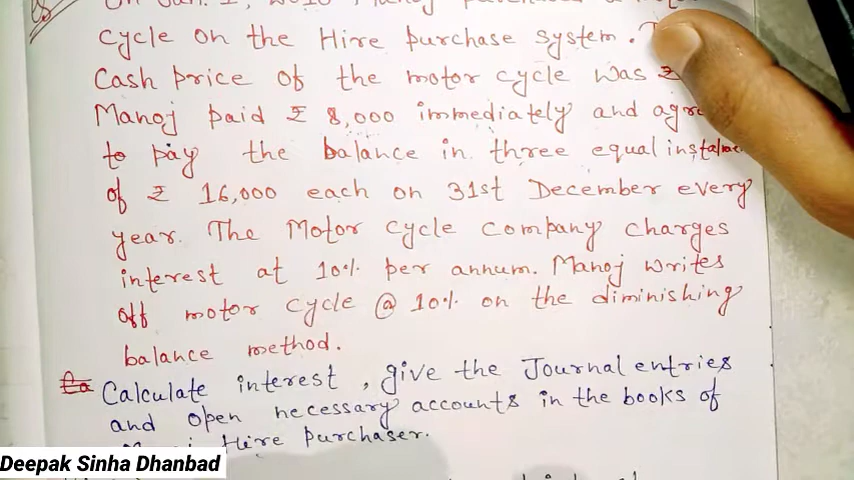 cycle on the Hire purchase system.
Cash price of the motor cycle was ₹
Manoj paid ₹ 8,000 immediately and
to pay the balance in three equal
of ₹ 16,000 each on 31st December every
year. The Motor cycle company charges
interest at 10% per annum. Manoj writes
off motor cycle @ 10% on the diminishing
balance method.
Calculate interest, give the Journal entries
and open necessary accounts in the books of
Hire purchaser.
Deepak Sinha Dhanbad